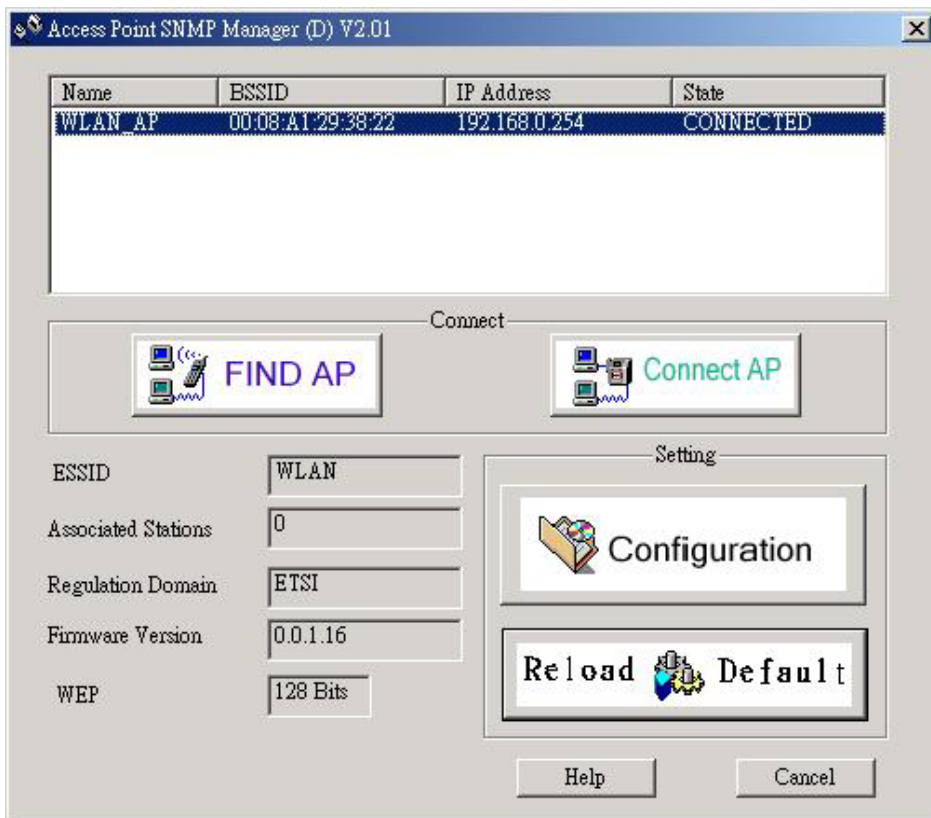 Access Point SNMP Manager (D) V2.01
Name BSSID IP Address State
WLAN_AP 00:08:A1:29:38:22 192.168.0.254 CONNECTED
Connect
FIND AP
Connect AP
ESSID WLAN
Associated Stations 0
Regulation Domain ETSI
Firmware Version 0.0.1.16
WEP 128 Bits
Setting
Configuration
Reload Default
Help
Cancel